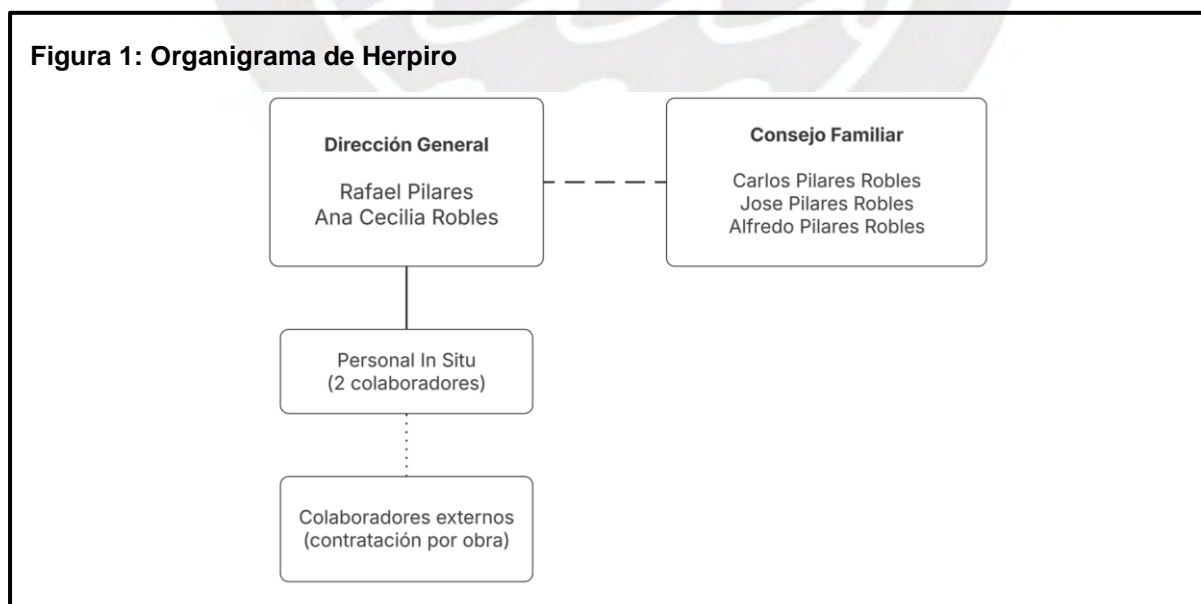 Figura 1: Organigrama de Herpiro
Dirección General
Rafael Pilares
Ana Cecilia Robles
Consejo Familiar
Carlos Pilares Robles
Jose Pilares Robles
Alfredo Pilares Robles
Personal In Situ
(2 colaboradores)
Colaboradores externos
(contratación por obra)